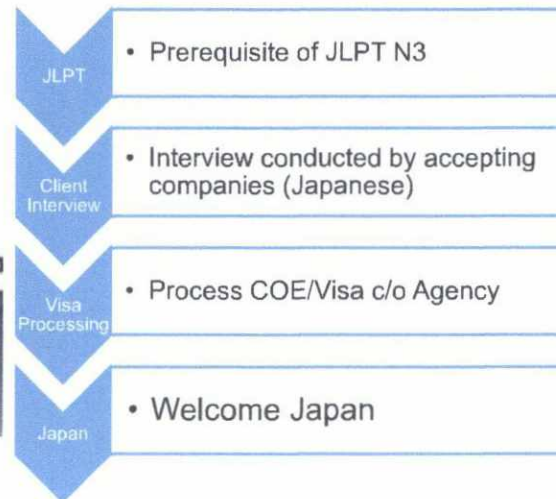 JLPT
• Prerequisite of JLPT N3
Client
Interview
• Interview conducted by accepting
companies (Japanese)
Visa
Processing
• Process COE/Visa c/o Agency
Japan
• Welcome Japan